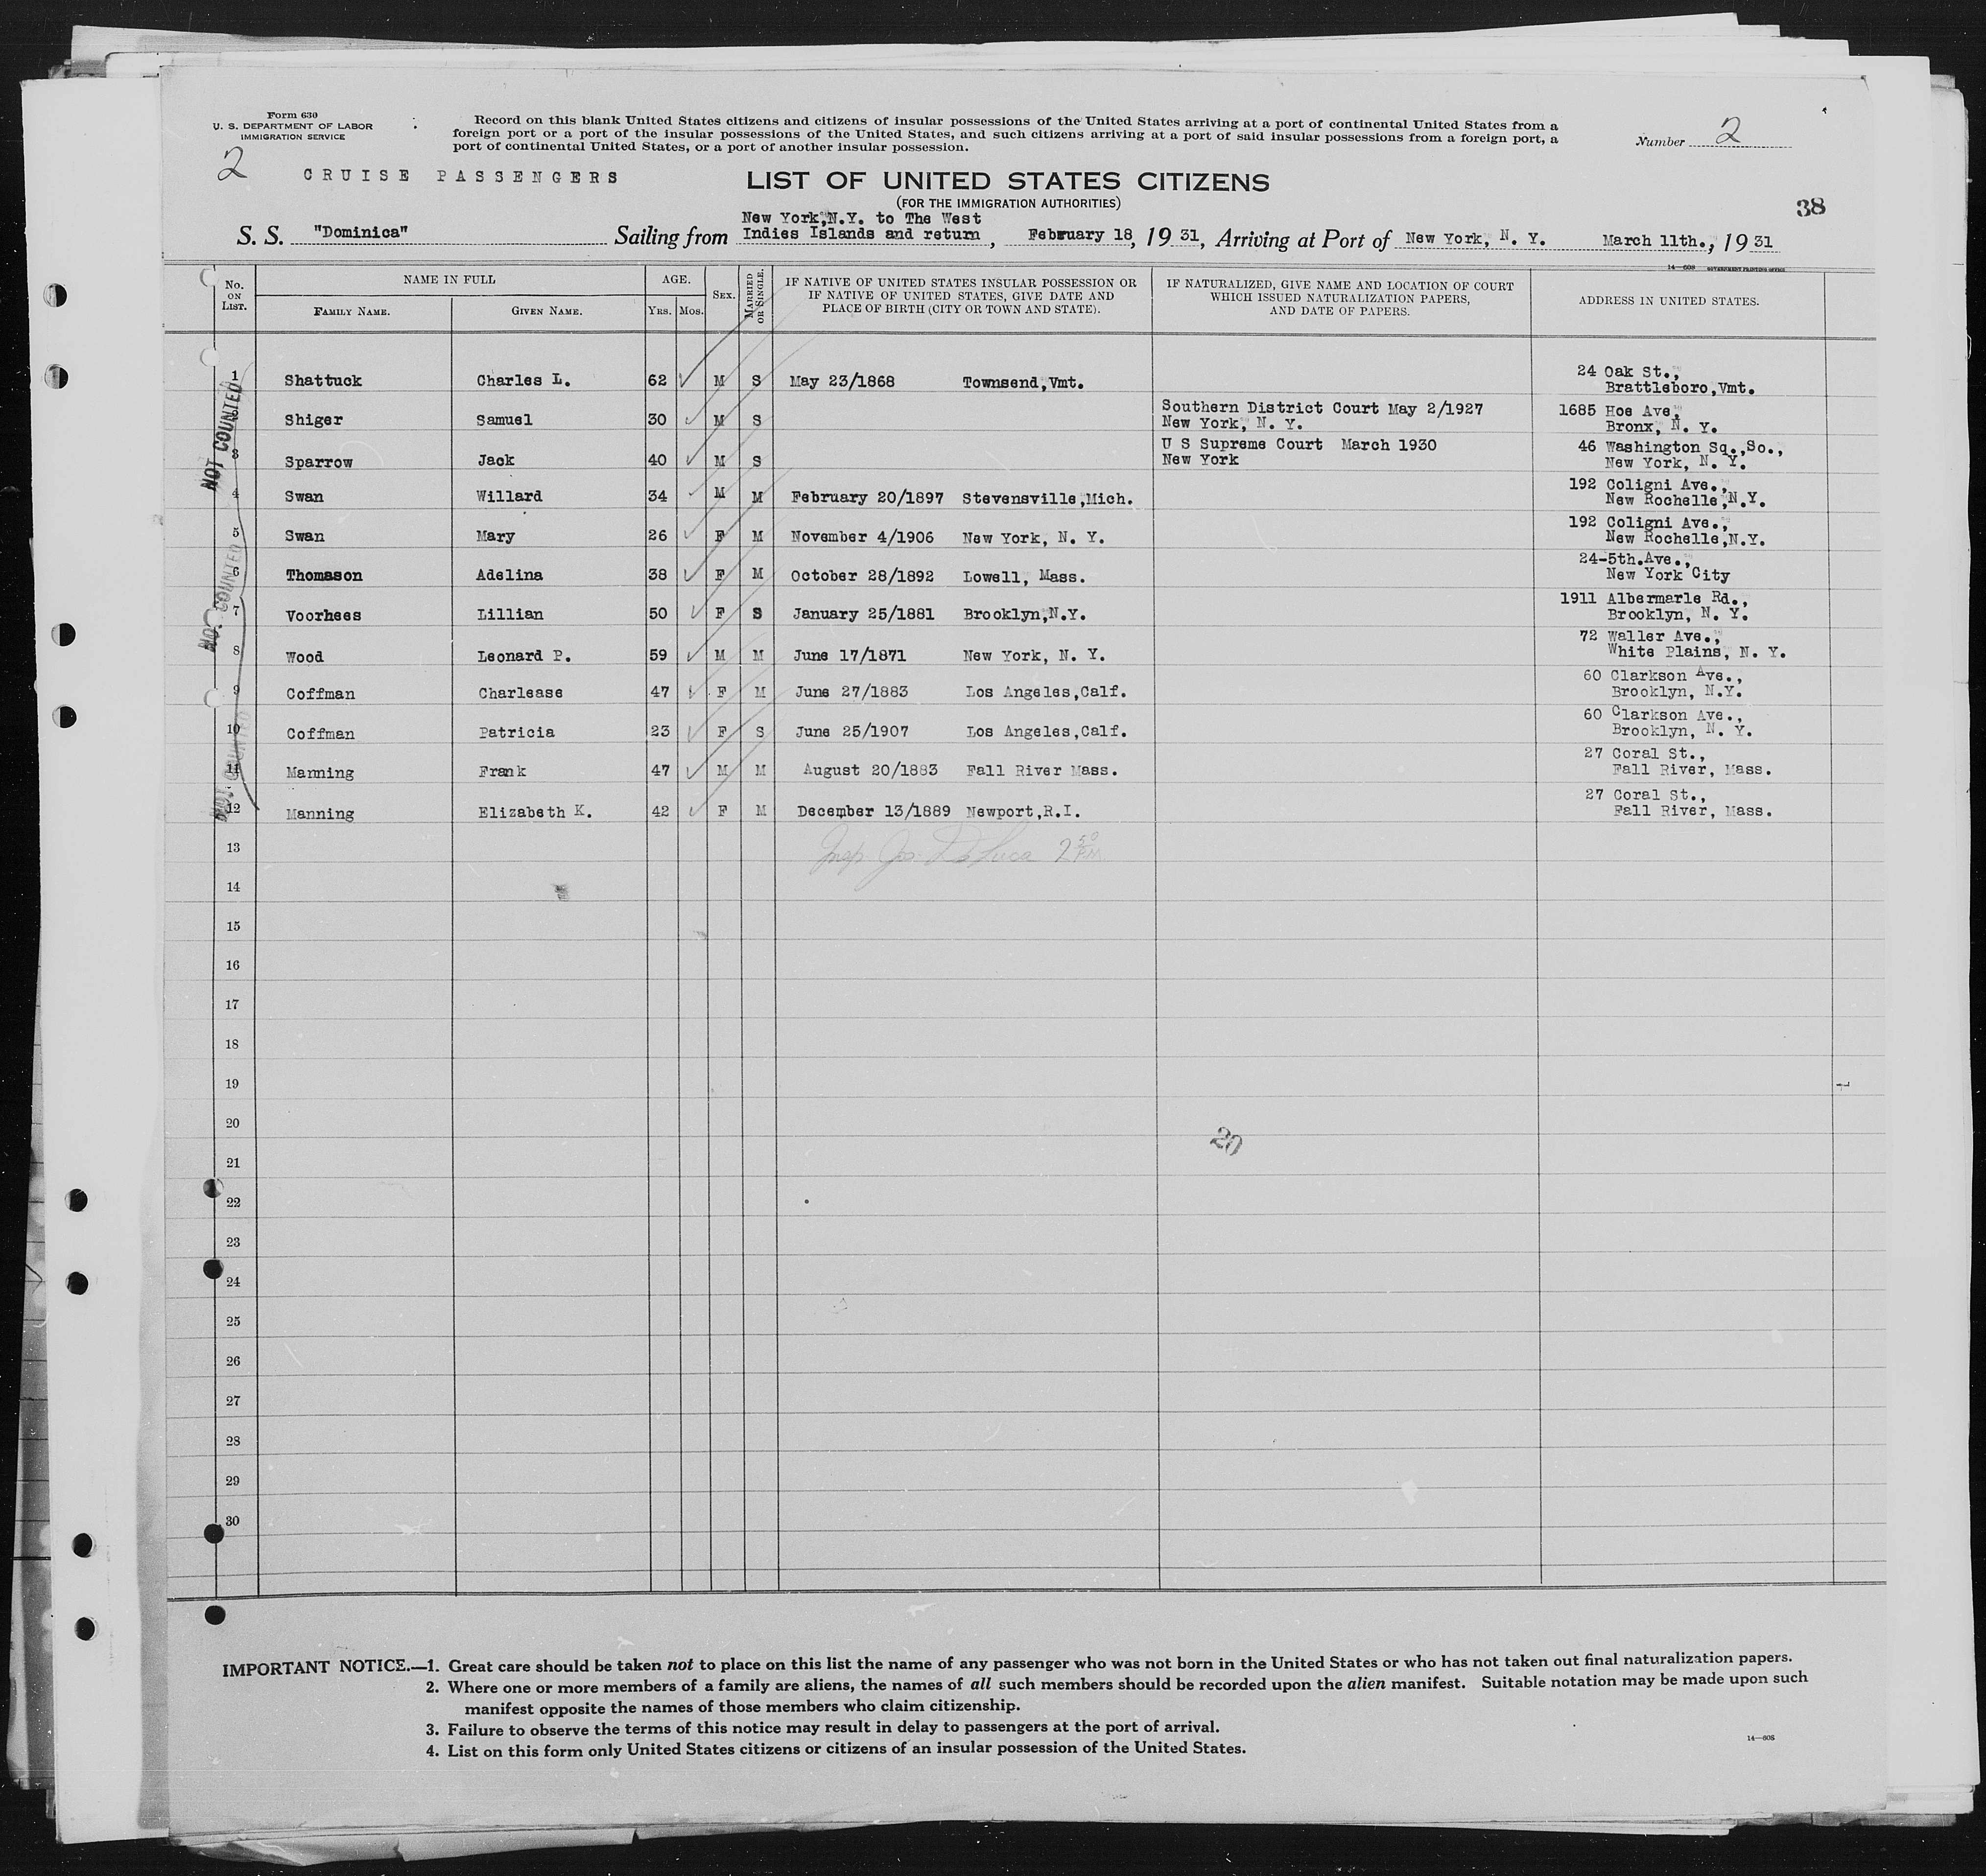 Form 630
U. S. DEPARTMENT OF LABOR
IMMIGRATION SERVICE
Record on this blank United States citizens and citizens of insular possessions of the United States arriving at a port of continental United States from a
foreign port or a port of the insular possessions of the United States, and such citizens arriving at a port of said insular possessions from a foreign port, a
port of continental United States, or a port of another insular possession.
Number 2
2
CRUISE PASSENGERS
LIST OF UNITED STATES CITIZENS
(FOR THE IMMIGRATION AUTHORITIES)
38
New York,N.Y. to The West
S. S. "Dominica" Sailing from Indies Islands and return, February 18, 1931, Arriving at Port of New York, N. Y. March 11th., 1931
14—608 GOVERNMENT PRINTING OFFICE
No. ON LIST. NAME IN FULL AGE. SEX. MARRIED OR SINGLE. IF NATIVE OF UNITED STATES INSULAR POSSESSION OR IF NATIVE OF UNITED STATES, GIVE DATE AND PLACE OF BIRTH (CITY OR TOWN AND STATE). IF NATURALIZED, GIVE NAME AND LOCATION OF COURT WHICH ISSUED NATURALIZATION PAPERS, AND DATE OF PAPERS. ADDRESS IN UNITED STATES.
FAMILY NAME. GIVEN NAME. YRS. MOS.
NOT COUNTED
NOT COUNTED
NOT COUNTED
1 Shattuck Charles L. 62 M S May 23/1868 Townsend,Vmt. 24 Oak St.,
Brattleboro,Vmt.
2 Shiger Samuel 30 M S Southern District Court May 2/1927 1685 Hoe Ave,
New York, N. Y. Bronx, N. Y.
3 Sparrow Jack 40 M S U S Supreme Court March 1930 46 Washington Sq.,So.,
New York New York, N. Y.
4 Swan Willard 34 M M February 20/1897 Stevensville,Mich. 192 Coligni Ave.,
New Rochelle,N.Y.
5 Swan Mary 26 F M November 4/1906 New York, N. Y. 192 Coligni Ave.,
New Rochelle,N.Y.
6 Thomason Adelina 38 F M October 28/1892 Lowell, Mass. 24-5th.Ave.,
New York City
7 Voorhees Lillian 50 F S January 25/1881 Brooklyn,N.Y. 1911 Albermarle Rd.,
Brooklyn, N. Y.
8 Wood Leonard P. 59 M M June 17/1871 New York, N. Y. 72 Waller Ave.,
White Plains, N. Y.
9 Coffman Charlease 47 F M June 27/1883 Los Angeles,Calf. 60 Clarkson Ave.,
Brooklyn, N.Y.
10 Coffman Patricia 23 F S June 25/1907 Los Angeles,Calf. 60 Clarkson Ave.,
Brooklyn, N. Y.
11 Manning Frank 47 M M August 20/1883 Fall River Mass. 27 Coral St.,
Fall River, Mass.
12 Manning Elizabeth K. 42 F M December 13/1889 Newport,R.I. 27 Coral St.,
Fall River, Mass.
13 Insp. Jos. De Luca 2 50 P.M.
14
15
16
17
18
19
20
20
21
22
23
24
25
26
27
28
29
30
IMPORTANT NOTICE.—1. Great care should be taken not to place on this list the name of any passenger who was not born in the United States or who has not taken out final naturalization papers.
2. Where one or more members of a family are aliens, the names of all such members should be recorded upon the alien manifest. Suitable notation may be made upon such
manifest opposite the names of those members who claim citizenship.
3. Failure to observe the terms of this notice may result in delay to passengers at the port of arrival.
4. List on this form only United States citizens or citizens of an insular possession of the United States.
14—608